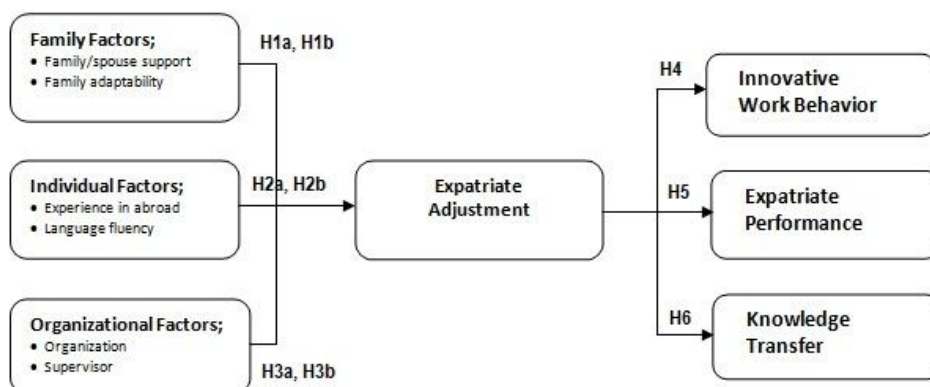 Family Factors;
• Family/spouse support
• Family adaptability
H1a, H1b
Individual Factors;
• Experience in abroad
• Language fluency
H2a, H2b
Organizational Factors;
• Organization
• Supervisor
H3a, H3b
Expatriate
Adjustment
H4
Innovative
Work Behavior
H5
Expatriate
Performance
H6
Knowledge
Transfer